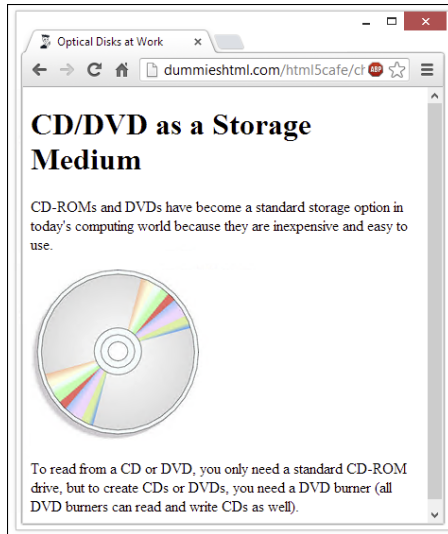 Optical Disks at Work
dummieshtml.com/html5cafe/ch
ABP
CD/DVD as a Storage
Medium
CD-ROMs and DVDs have become a standard storage option in
today's computing world because they are inexpensive and easy to
use.
To read from a CD or DVD, you only need a standard CD-ROM
drive, but to create CDs or DVDs, you need a DVD burner (all
DVD burners can read and write CDs as well).